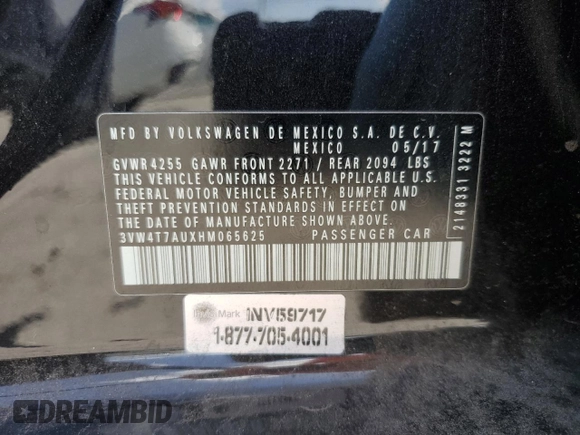 MFD BY VOLKSWAGEN DE MEXICO S.A. DE C.V.
MEXICO 05/17
GVWR 4255 GAWR FRONT 2271 / REAR 2094 LBS
THIS VEHICLE CONFORMS TO ALL APPLICABLE U.S.
FEDERAL MOTOR VEHICLE SAFETY, BUMPER AND
THEFT PREVENTION STANDARDS IN EFFECT ON
THE DATE OF MANUFACTURE SHOWN ABOVE.
3VW4T7AUXHM065625 PASSENGER CAR
2148331 3222 M
Mark INV59717
1-877-705-4001
DREAMBID